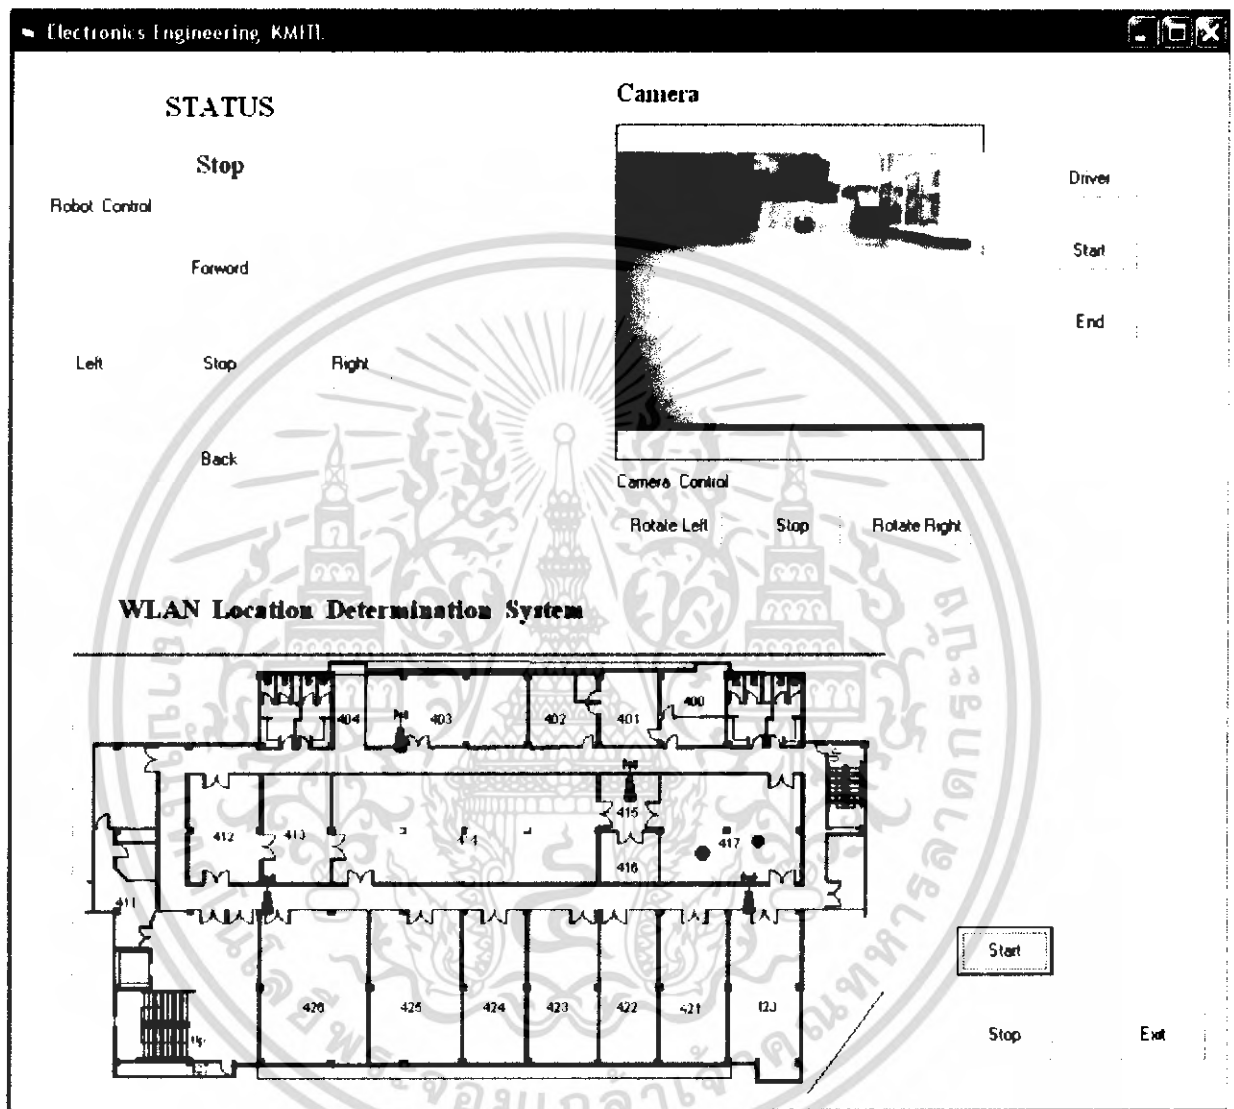 Electronics Engineering, KMITL
STATUS
Stop
Robot Control
Forword
Left Stop Right
Back
Camera
Driver
Start
End
Camera Control
Rotate Left Stop Rotate Right
WLAN Location Determination System
404 403 402 401 400
412 413 414 415 416 417
411
426 425 424 423 422 421
Up
Start
Stop Exit